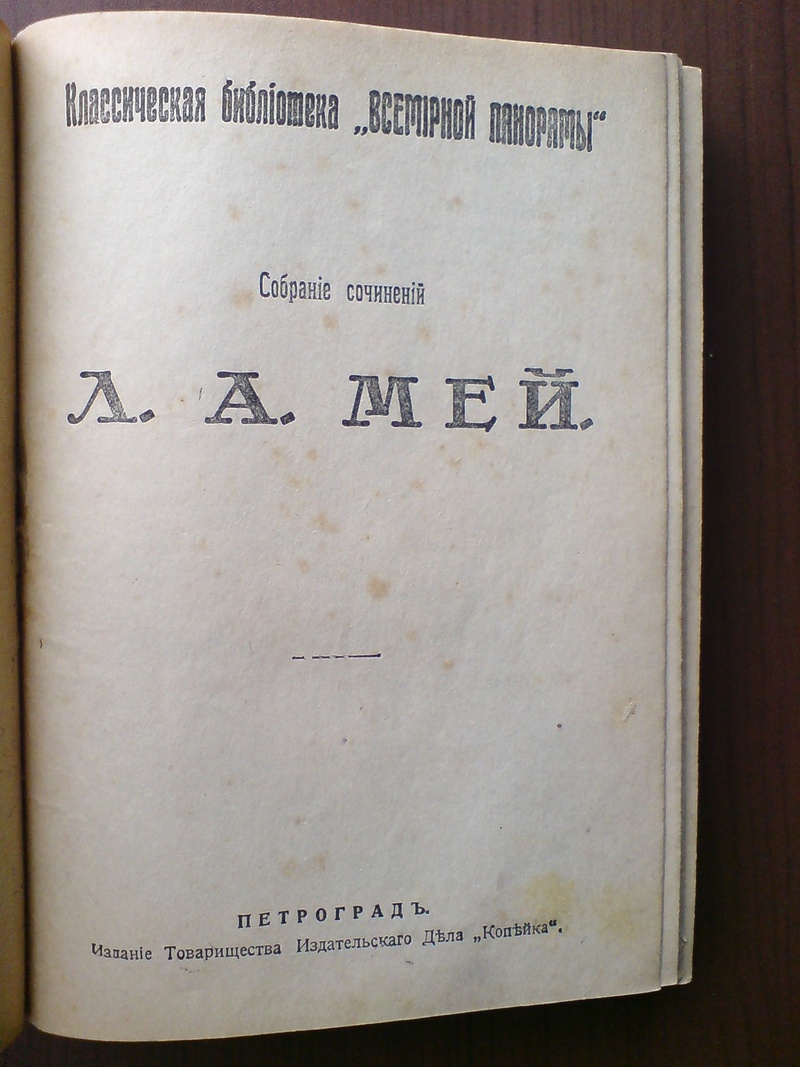 Классическая библіотека „ВСЕМІРНОЙ ПАНОРАМЫ“
Собраніе сочиненій
Л. А. МЕЙ.
ПЕТРОГРАДЪ.
Изданіе Товарищества Издательскаго Дѣла „Копѣйка“.